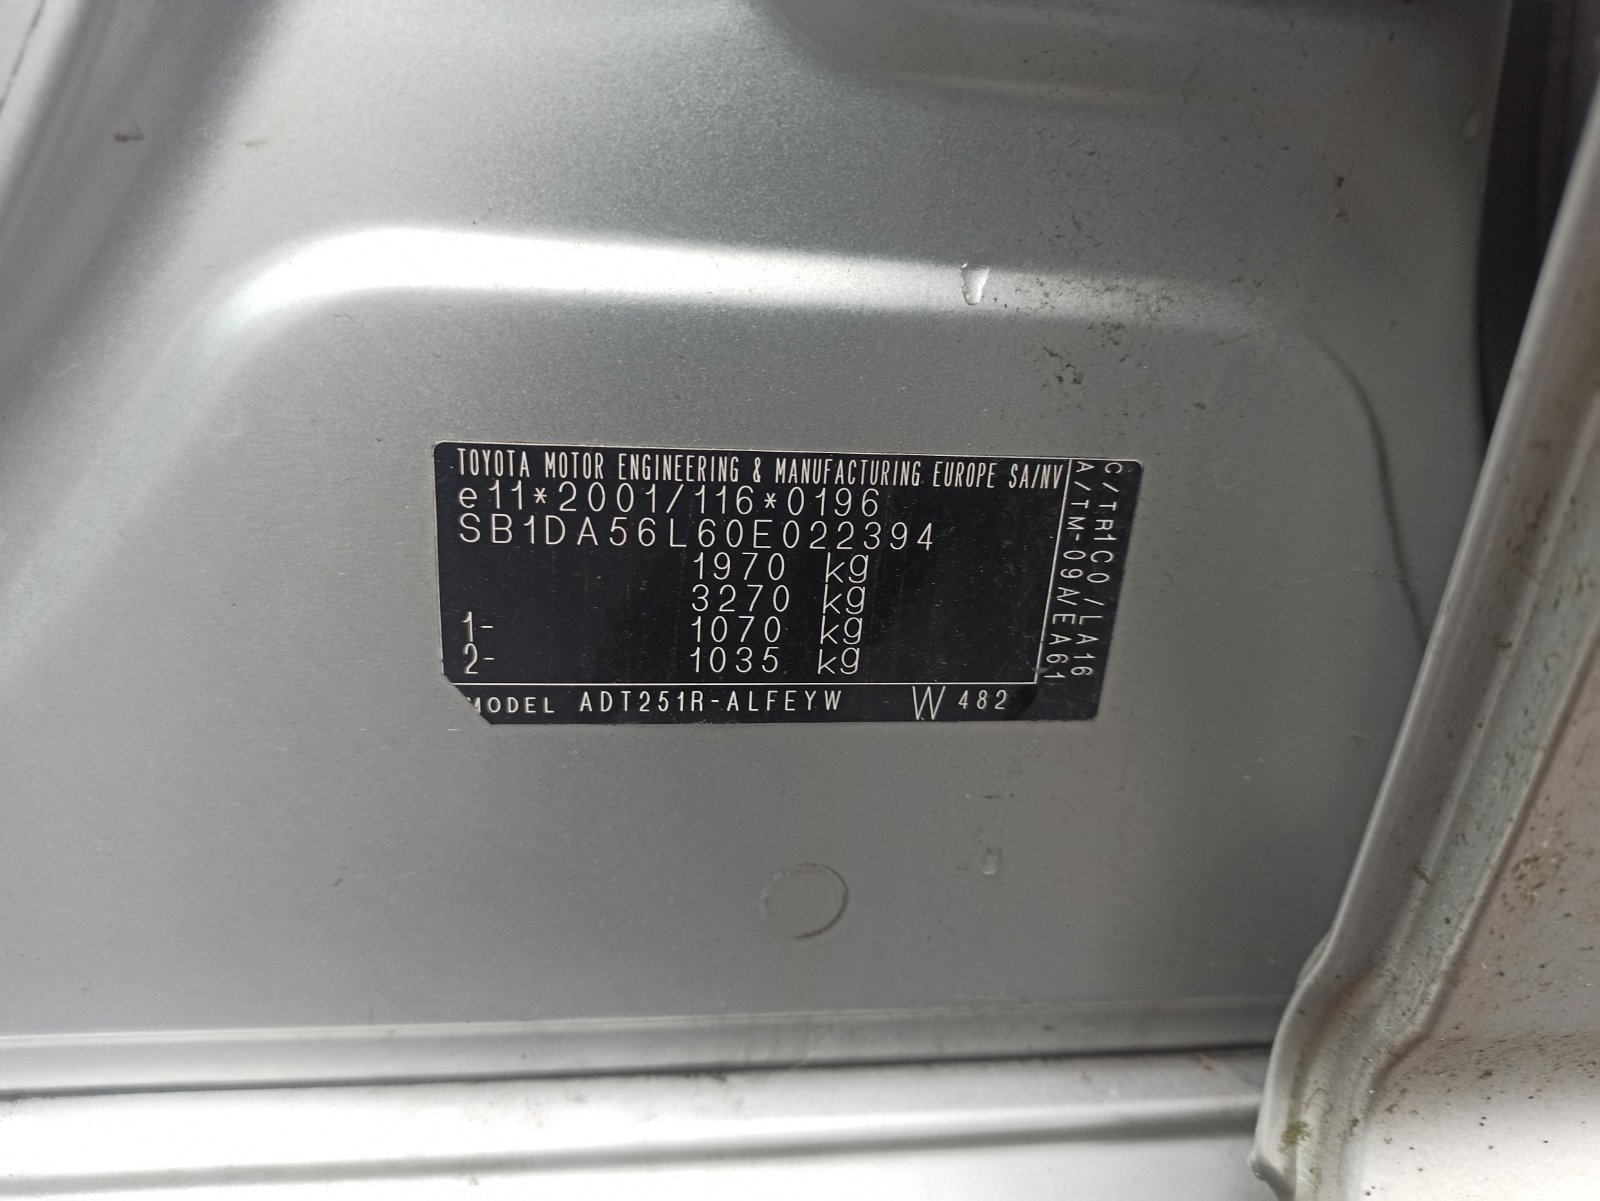 TOYOTA MOTOR ENGINEERING & MANUFACTURING EUROPE SA/NV
e11*2001/116*0196
SB1DA56L60E022394
1970 kg
3270 kg
1- 1070 kg
2- 1035 kg
MODEL ADT251R-ALFEYW W 482
C/TR1C0/LA16
A/TM-09A/EA61